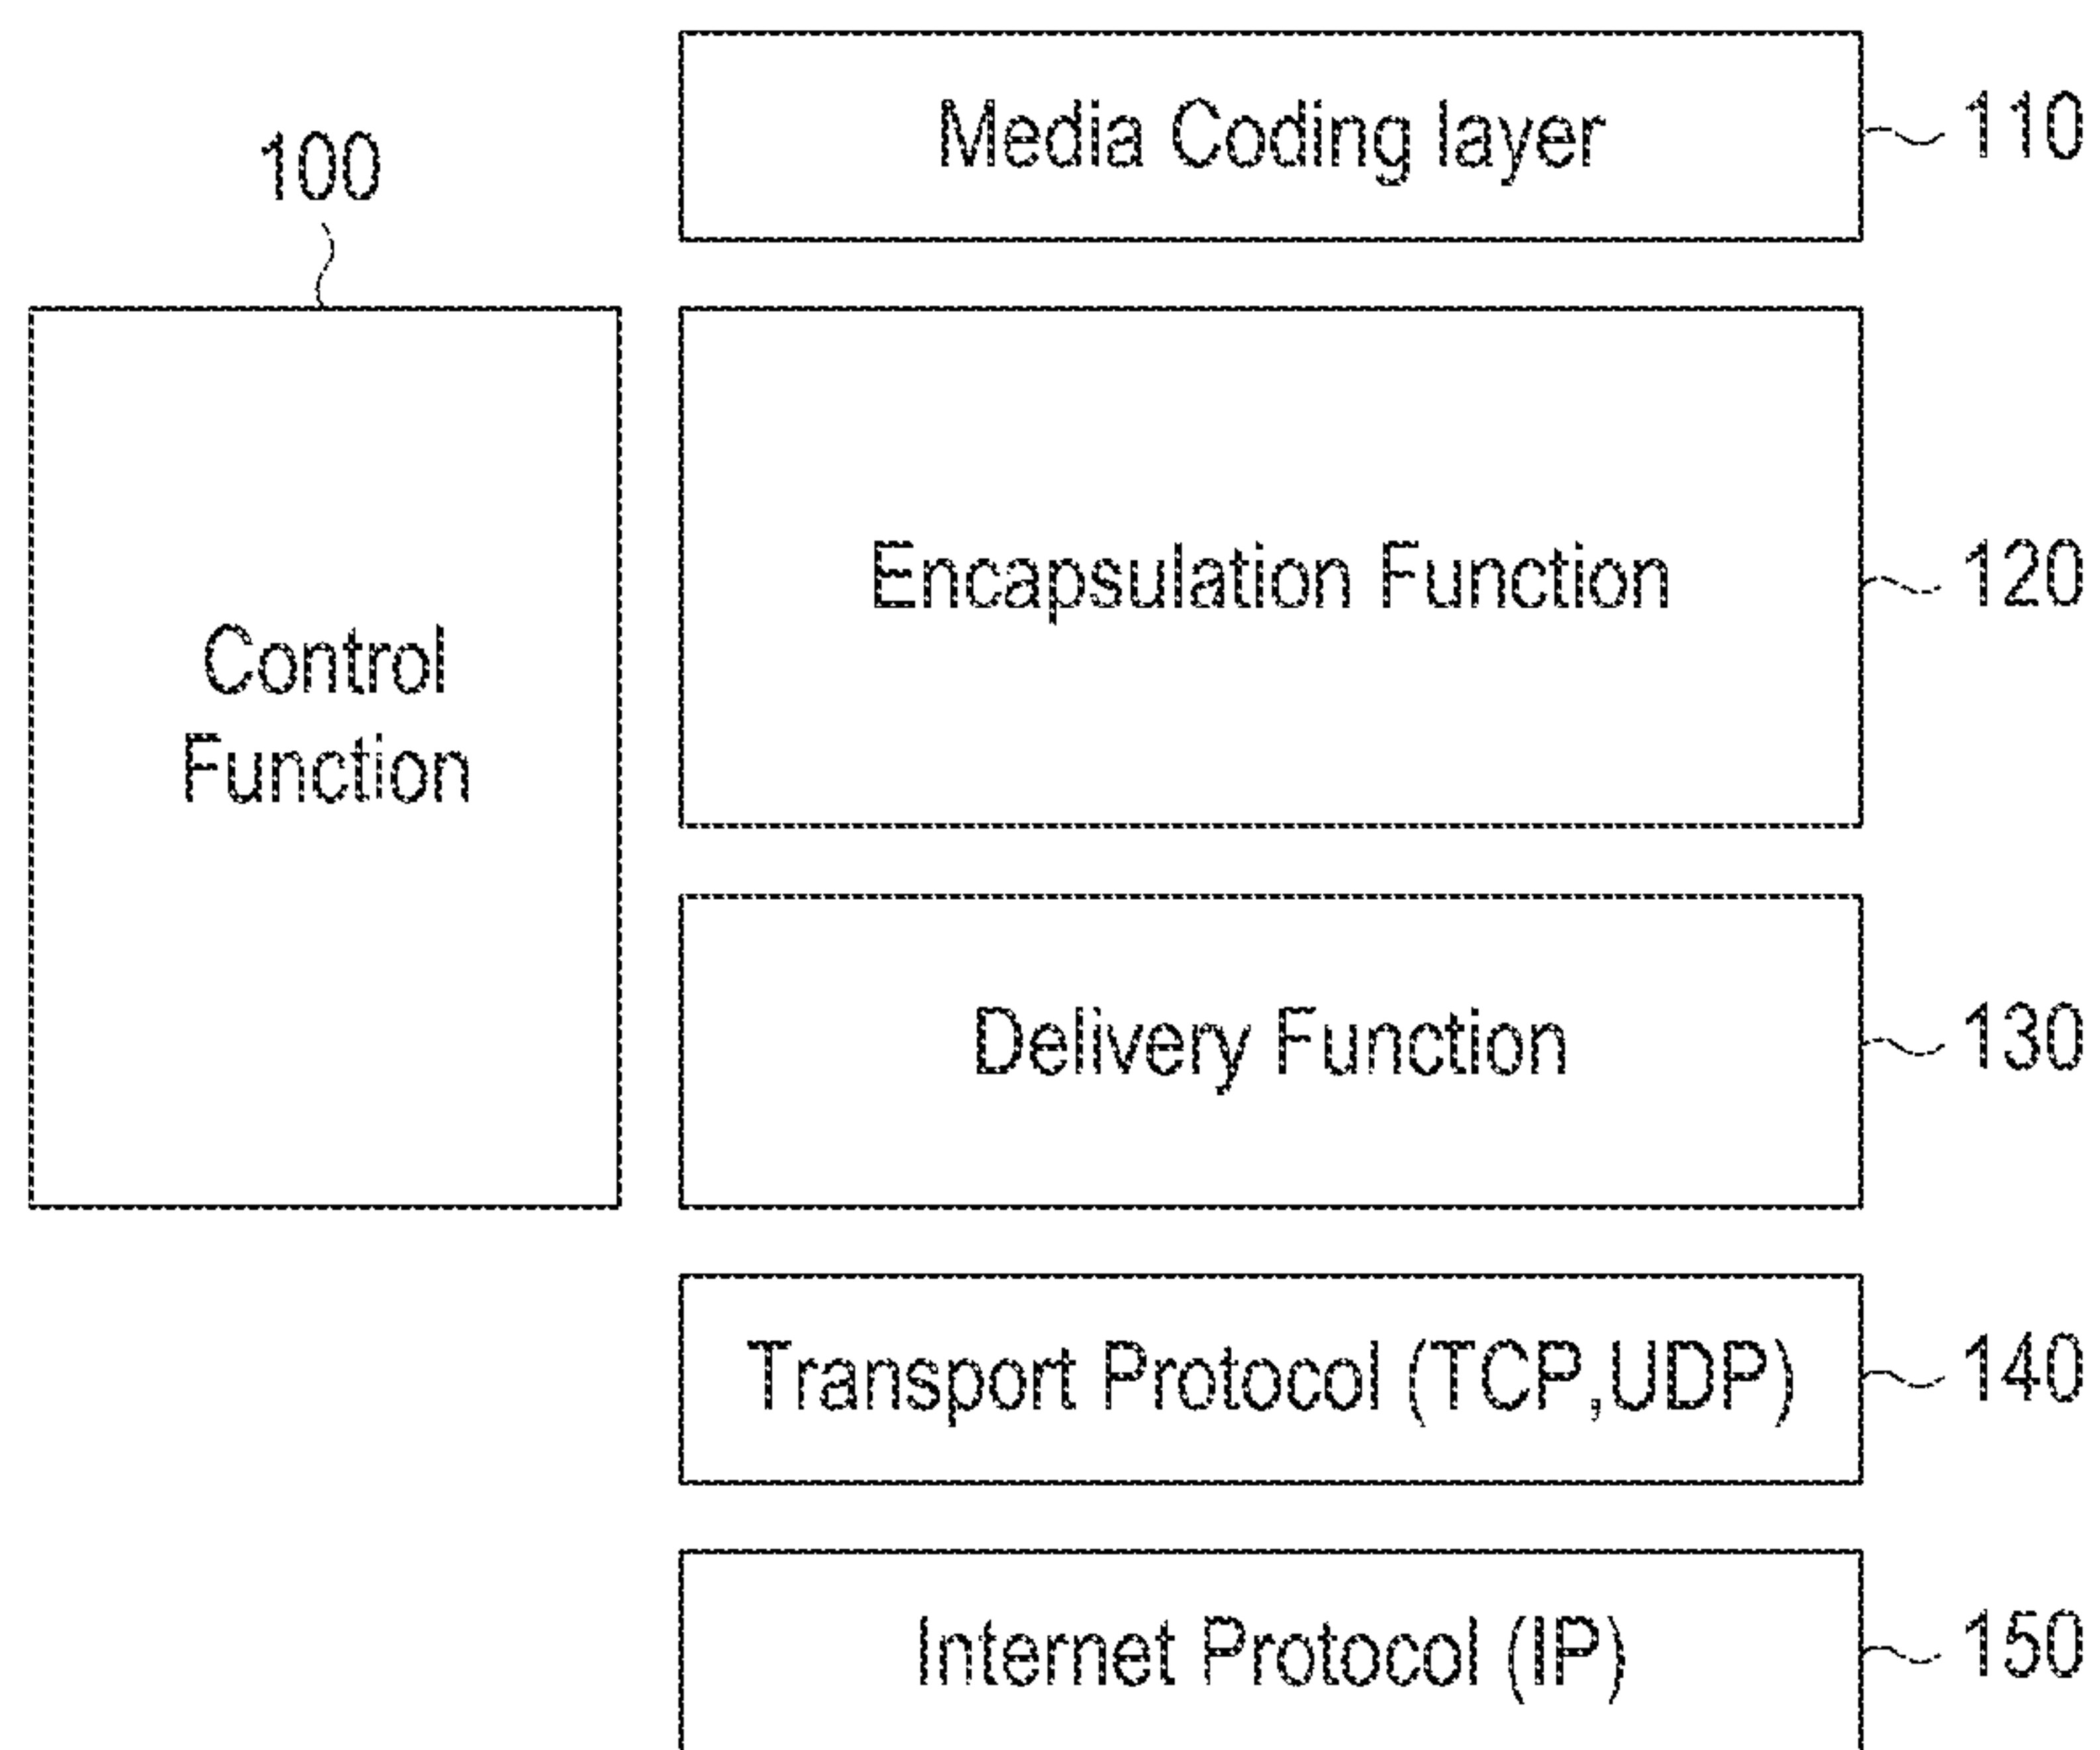 Media Coding layer
110
100
Control
Function
Encapsulation Function
120
Delivery Function
130
Transport Protocol (TCP,UDP)
140
Internet Protocol (IP)
150